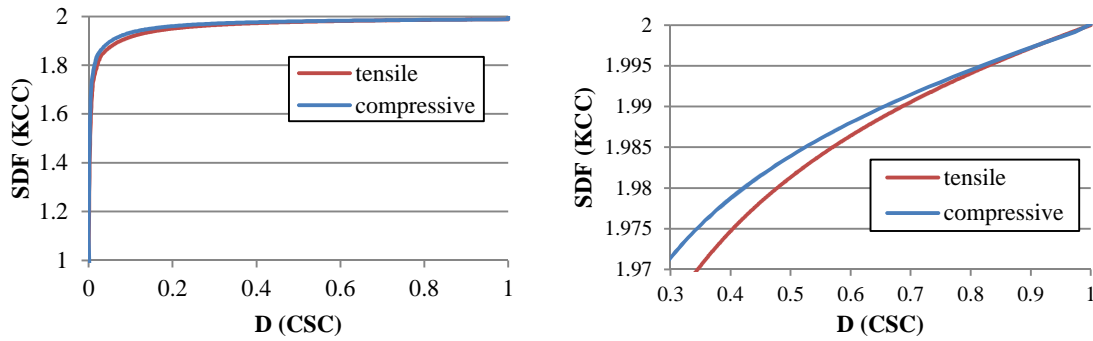 SDF (KCC)
2
1.8
1.6
1.4
1.2
1
0 0.2 0.4 0.6 0.8 1
D (CSC)
tensile
compressive
SDF (KCC)
2
1.995
1.99
1.985
1.98
1.975
1.97
0.3 0.4 0.5 0.6 0.7 0.8 0.9 1
D (CSC)
tensile
compressive